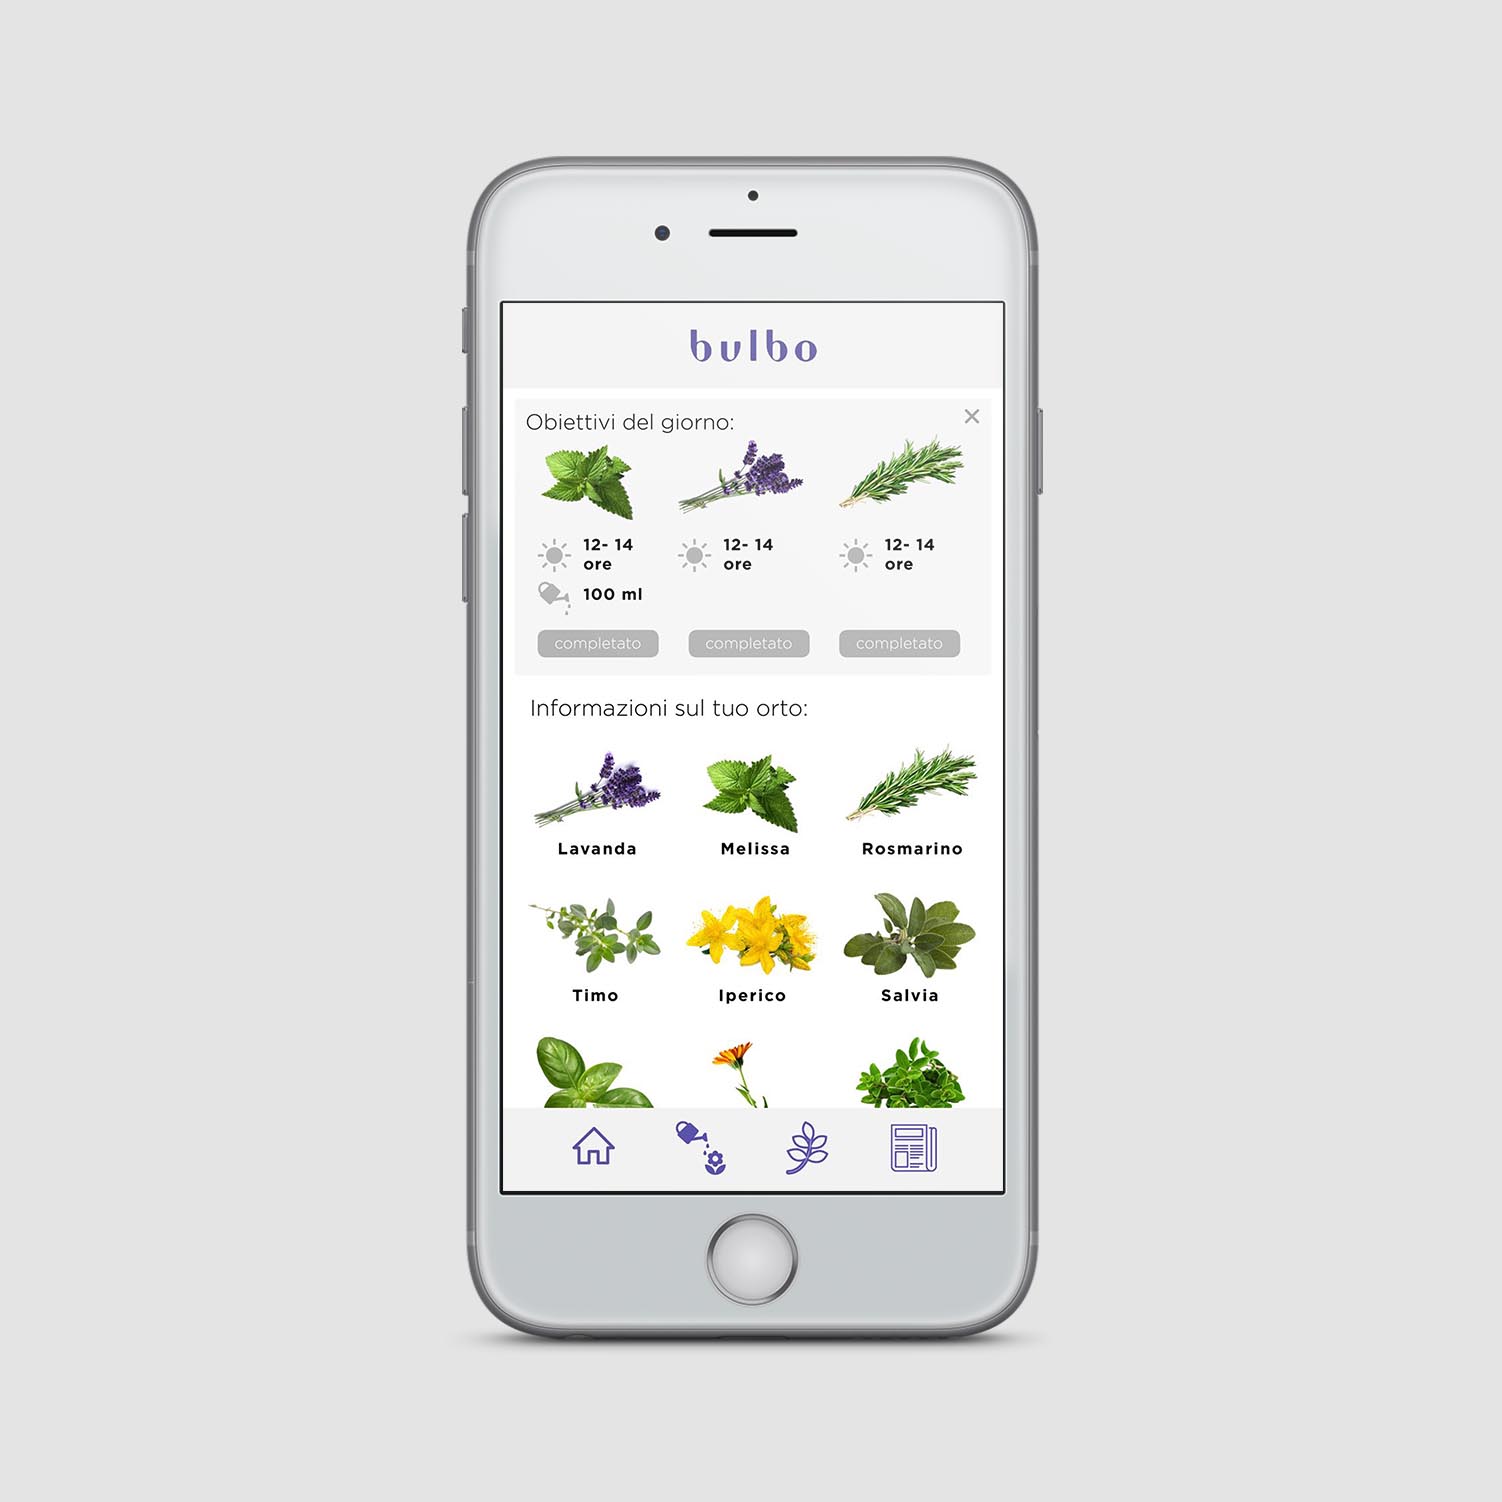 bulbo
Obiettivi del giorno:
12- 14
ore
100 ml
12- 14
ore
12- 14
ore
completato
completato
completato
Informazioni sul tuo orto:
Lavanda
Melissa
Rosmarino
Timo
Iperico
Salvia